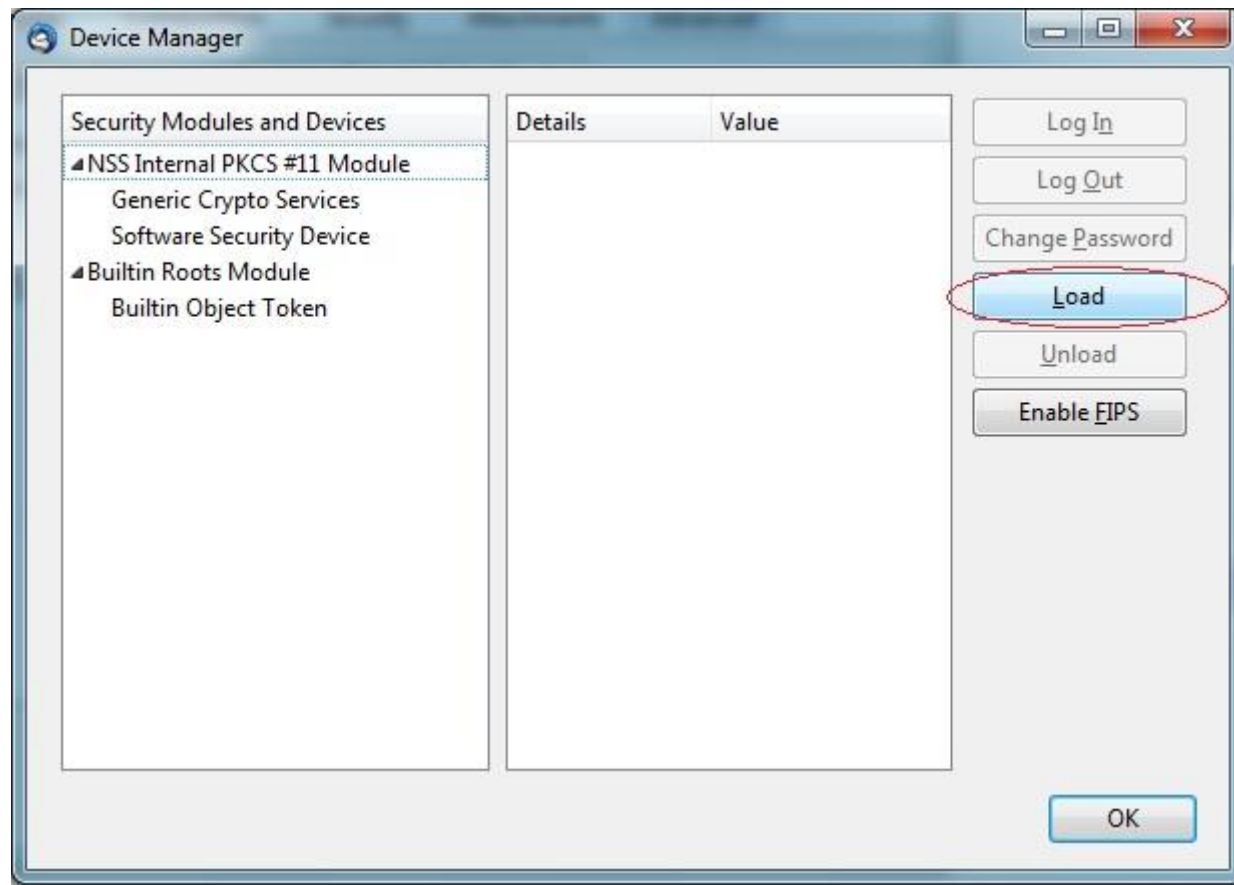 Device Manager
Security Modules and Devices
NSS Internal PKCS #11 Module
Generic Crypto Services
Software Security Device
Builtin Roots Module
Builtin Object Token
Details Value
Log In
Log Out
Change Password
Load
Unload
Enable FIPS
OK